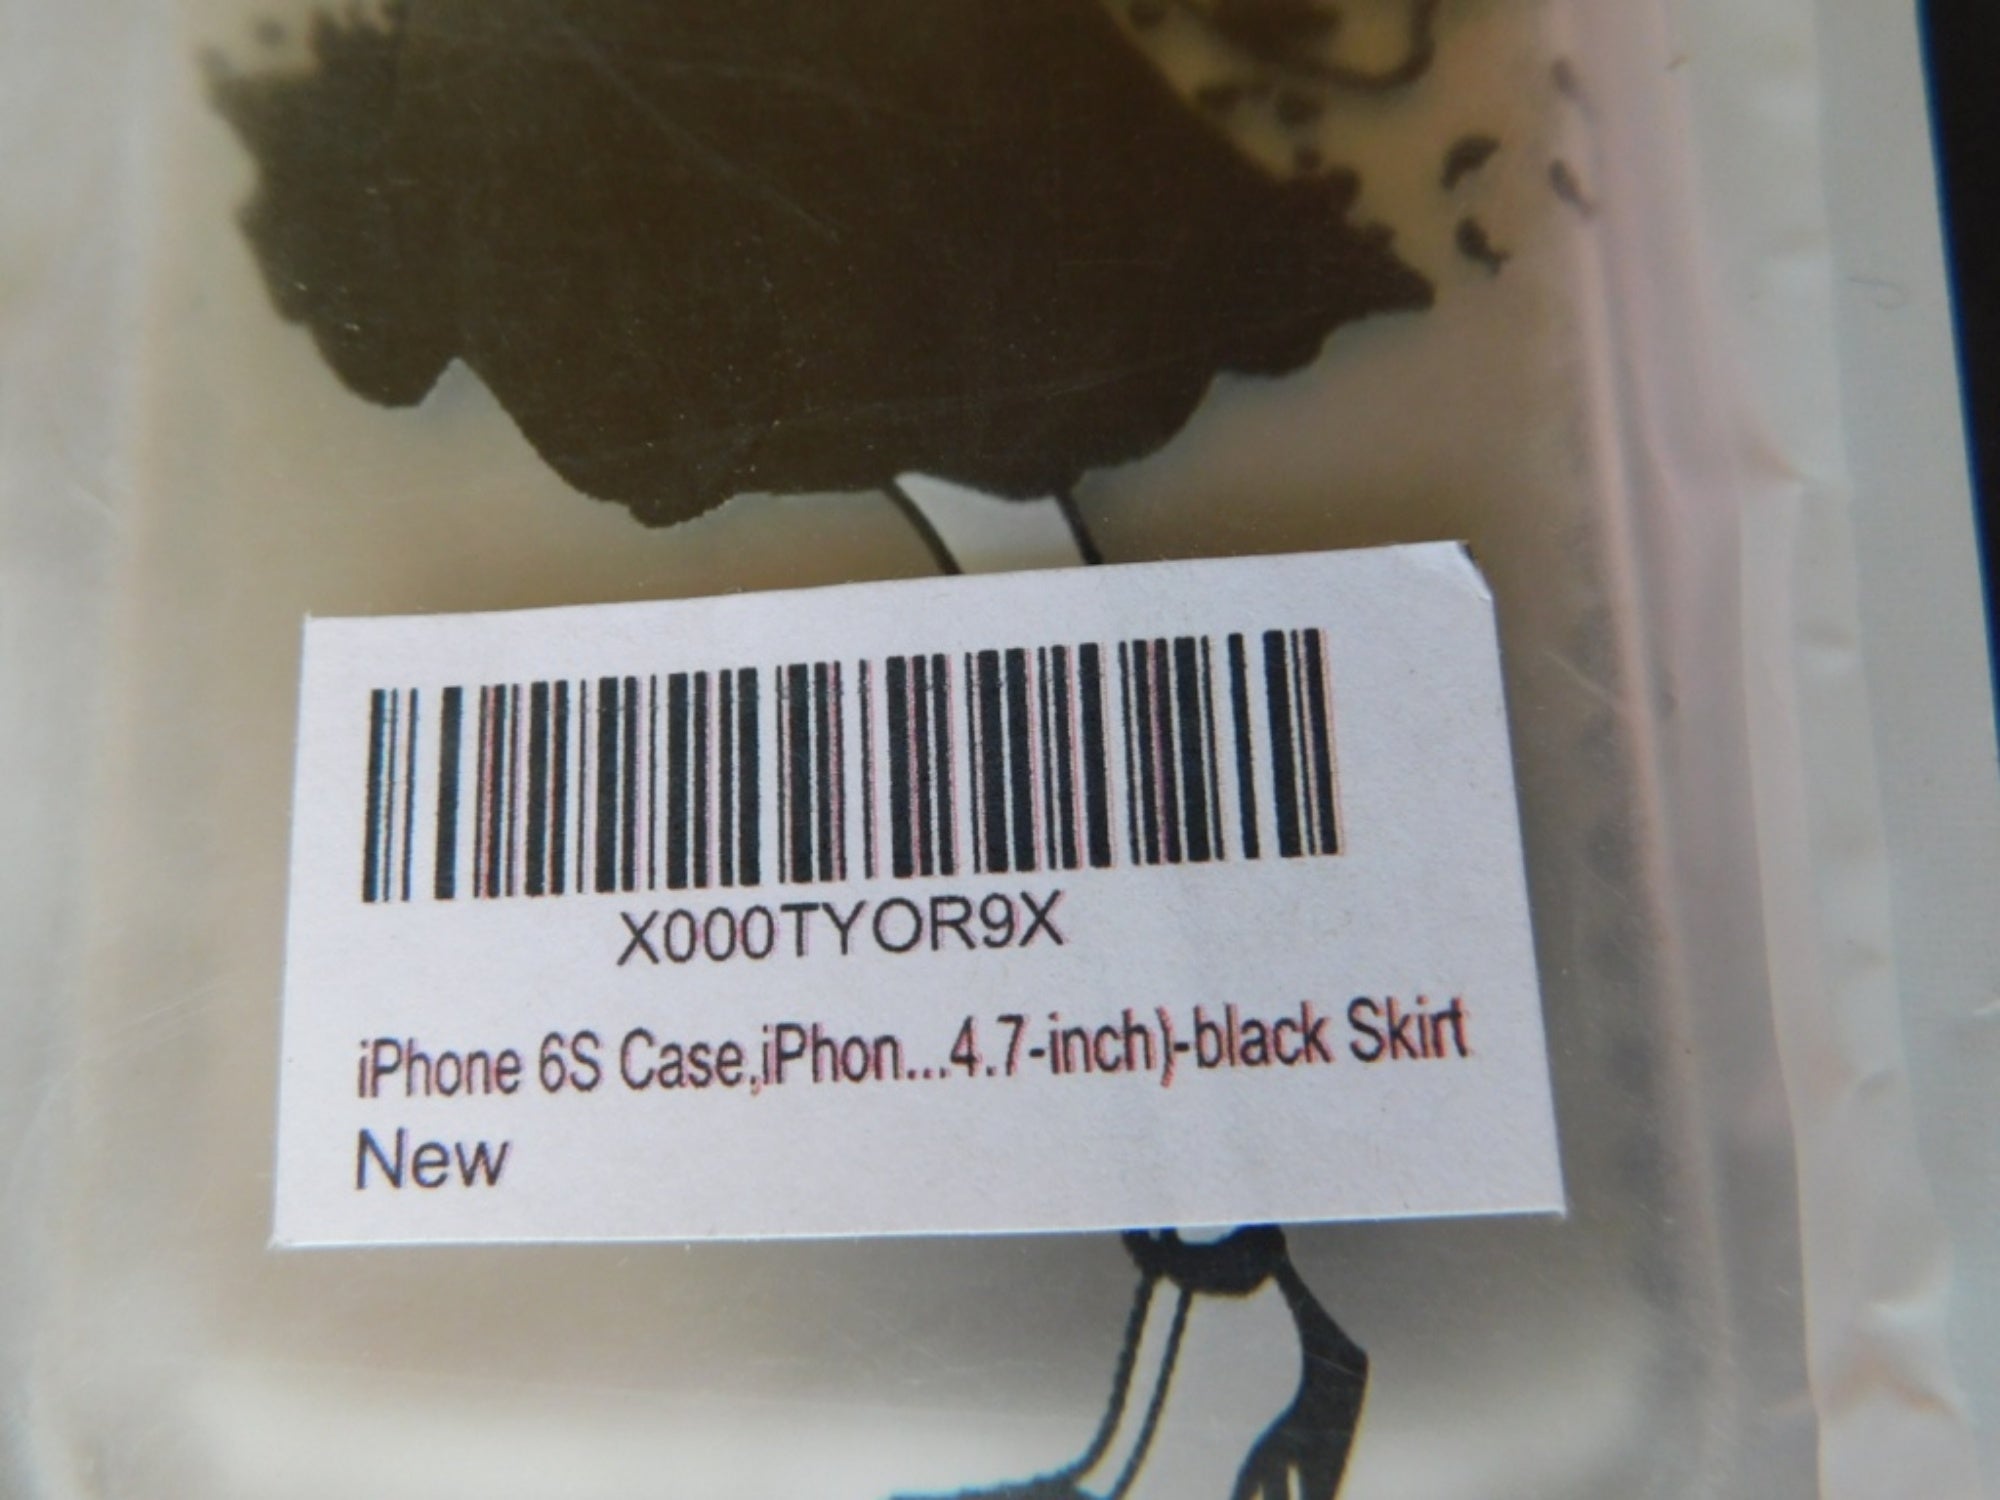 X000TYOR9X
iPhone 6S Case,iPhon...4.7-inch)-black Skirt
New